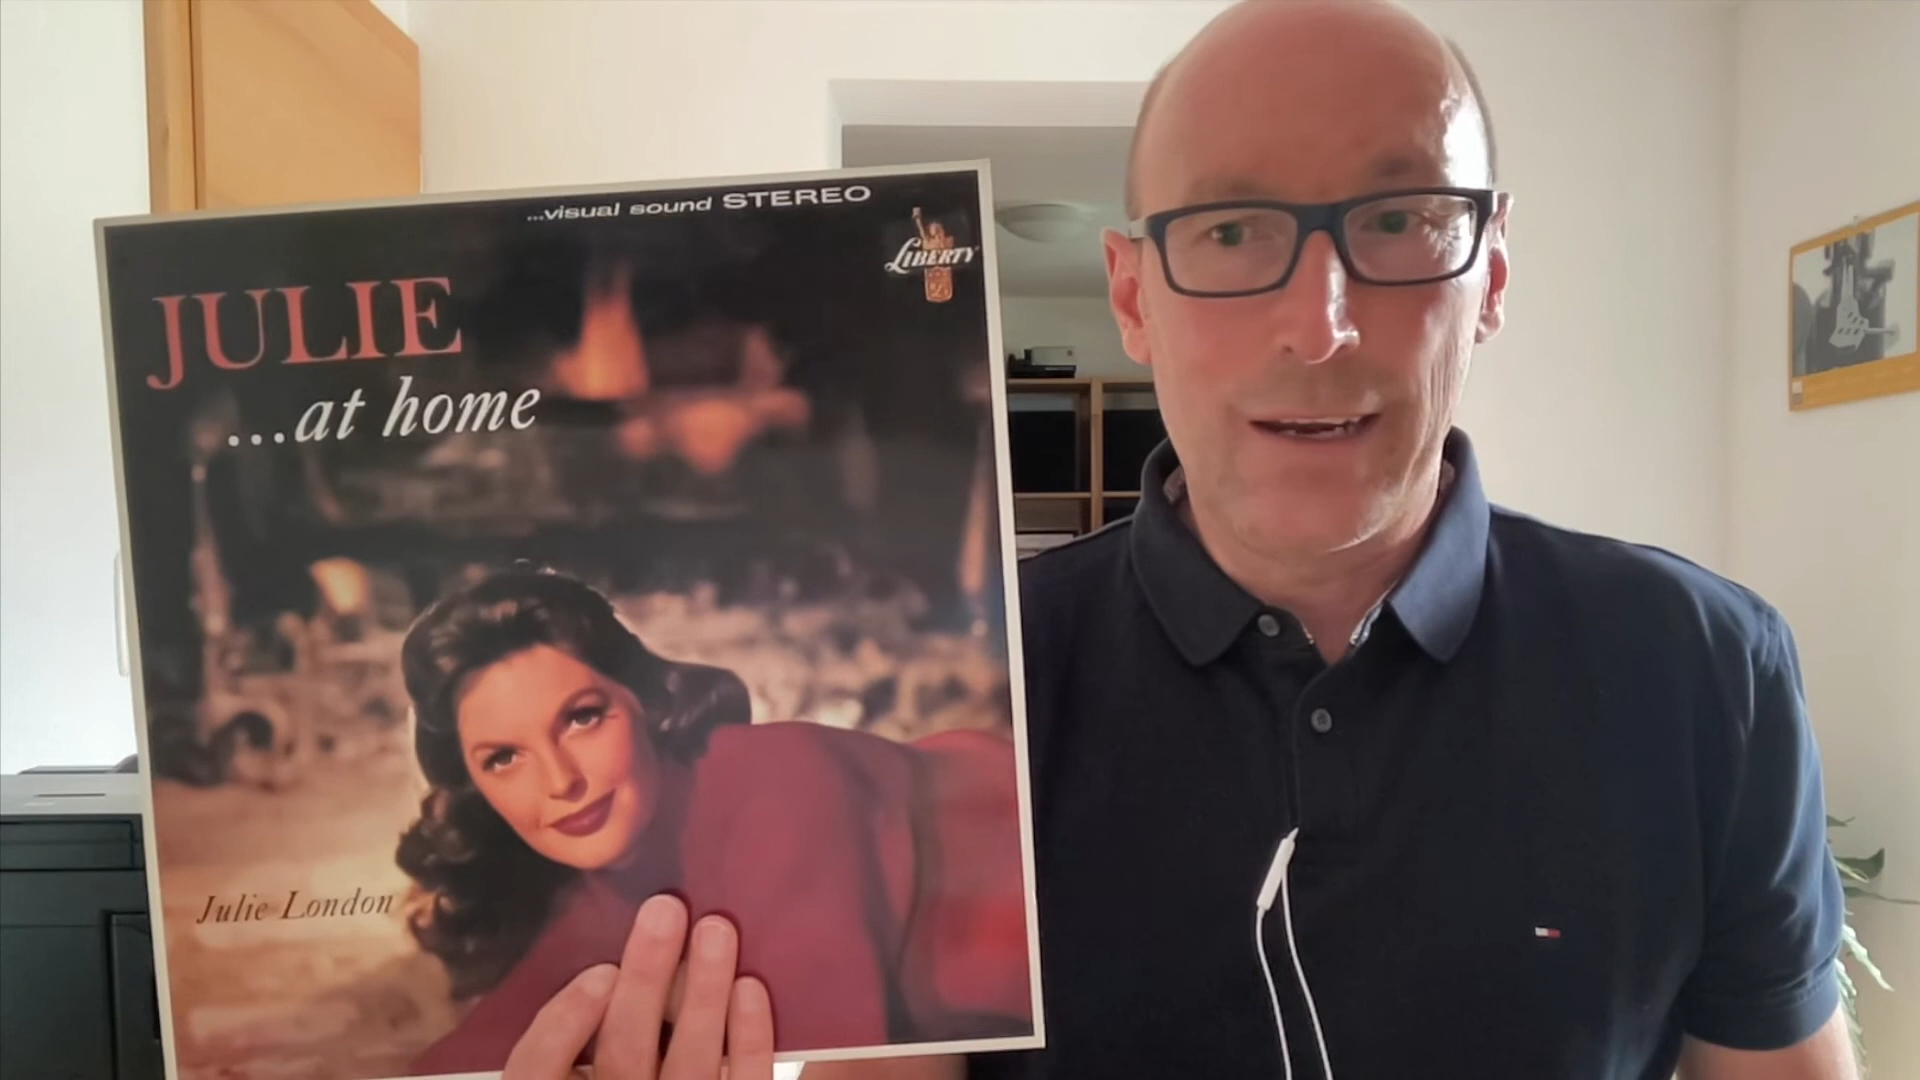 ...visual sound STEREO
LIBERTY
JULIE
...at home
Julie London